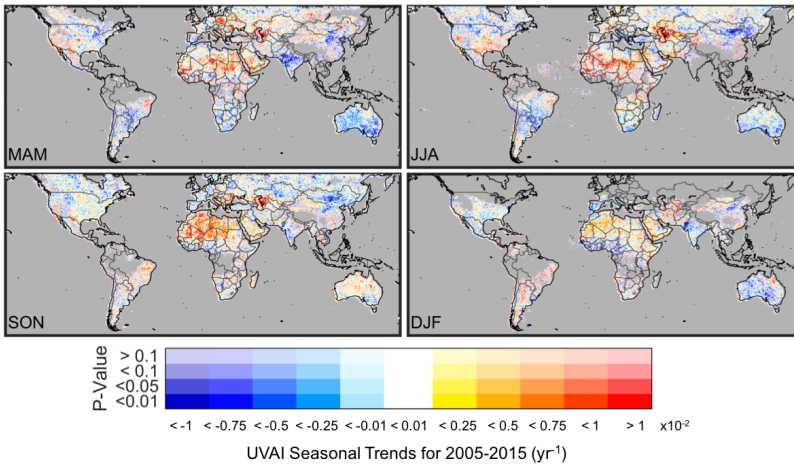 MAM
JJA
SON
DJF
P-Value
> 0.1
< 0.1
<0.05
<0.01
< -1 < -0.75 < -0.5 < -0.25 < -0.01 < 0.01 < 0.25 < 0.5 < 0.75 < 1 > 1 x10⁻²
UVAI Seasonal Trends for 2005-2015 (yr⁻¹)